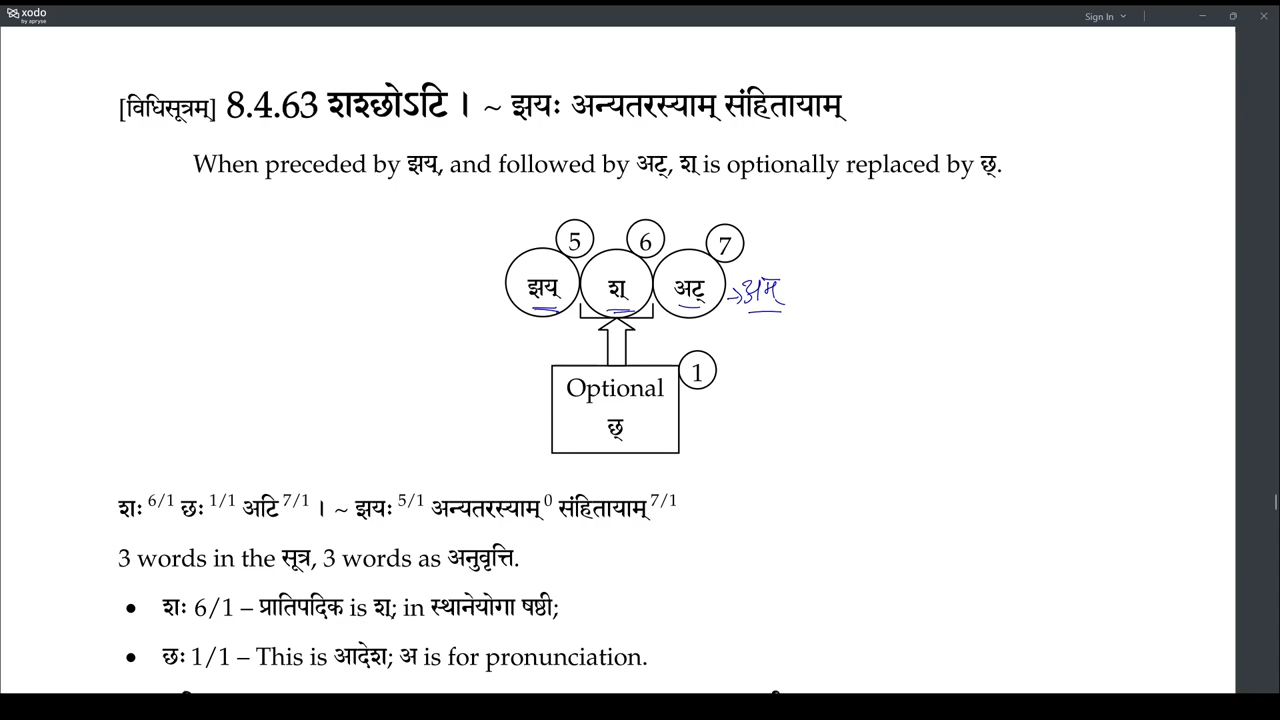 xodo
by apryse
Sign In
[विधिसूत्रम्] 8.4.63 शश्छोऽटि । ~ झयः अन्यतरस्याम् संहितायाम्
When preceded by झय्, and followed by अट्, श् is optionally replaced by छ्.
5 6 7
झय् श् अट् →अम्
1
Optional
छ्
शः 6/1 छः 1/1 अटि 7/1 । ~ झयः 5/1 अन्यतरस्याम् 0 संहितायाम् 7/1
3 words in the सूत्र, 3 words as अनुवृत्ति.
• शः 6/1 – प्रातिपदिक is श्; in स्थानेयोगा षष्ठी;
• छः 1/1 – This is आदेश; अ is for pronunciation.